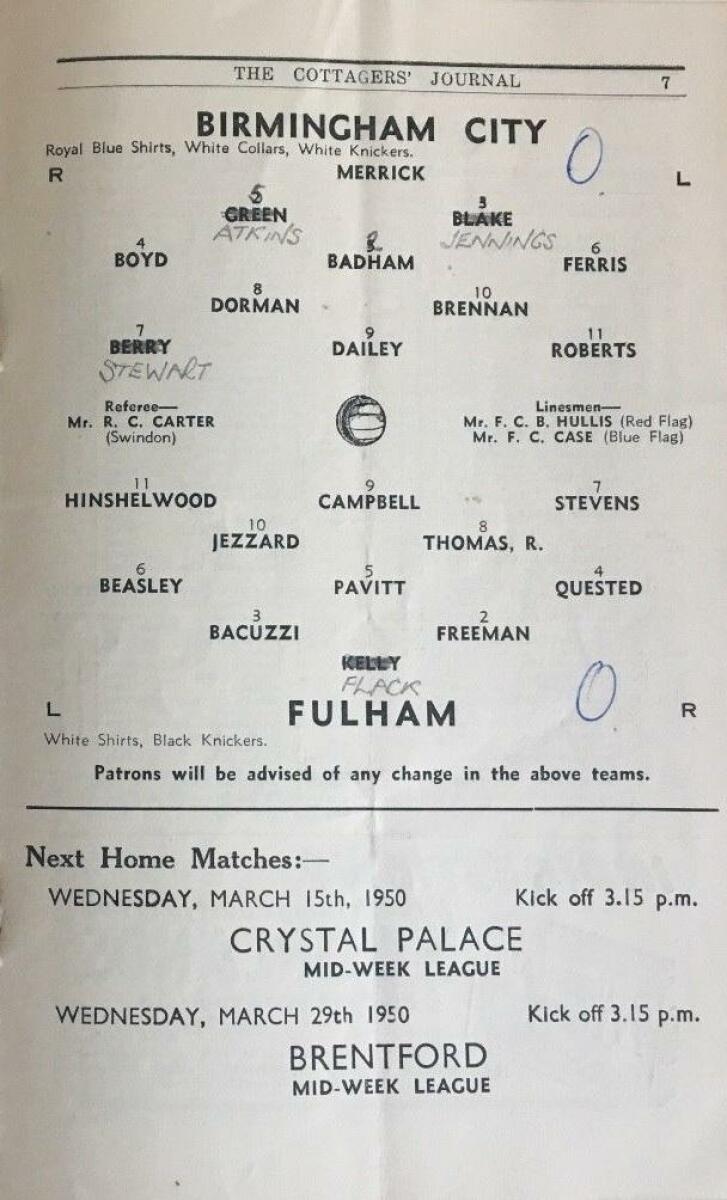 THE COTTAGERS' JOURNAL 7
BIRMINGHAM CITY 0
Royal Blue Shirts, White Collars, White Knickers.
R MERRICK L
5 3
GREEN BLAKE
ATKINS JENNINGS
4 2 6
BOYD BADHAM FERRIS
8 10
DORMAN BRENNAN
7 9 11
BERRY DAILEY ROBERTS
STEWART
Referee— Linesmen—
Mr. R. C. CARTER Mr. F. C. B. HULLIS (Red Flag)
(Swindon) Mr. F. C. CASE (Blue Flag)
11 9 7
HINSHELWOOD CAMPBELL STEVENS
10 8
JEZZARD THOMAS, R.
6 5 4
BEASLEY PAVITT QUESTED
3 2
BACUZZI FREEMAN
KELLY
FLACK 0
L FULHAM R
White Shirts, Black Knickers.
Patrons will be advised of any change in the above teams.
Next Home Matches:—
WEDNESDAY, MARCH 15th, 1950 Kick off 3.15 p.m.
CRYSTAL PALACE
MID-WEEK LEAGUE
WEDNESDAY, MARCH 29th 1950 Kick off 3.15 p.m.
BRENTFORD
MID-WEEK LEAGUE